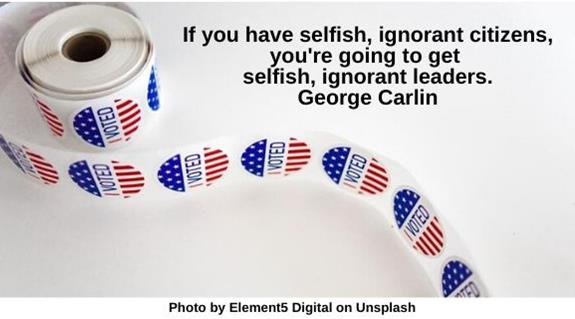 If you have selfish, ignorant citizens,
you're going to get
selfish, ignorant leaders.
George Carlin
I VOTED
I VOTED
I VOTED
I VOTED
I VOTED
I VOTED
Photo by Element5 Digital on Unsplash